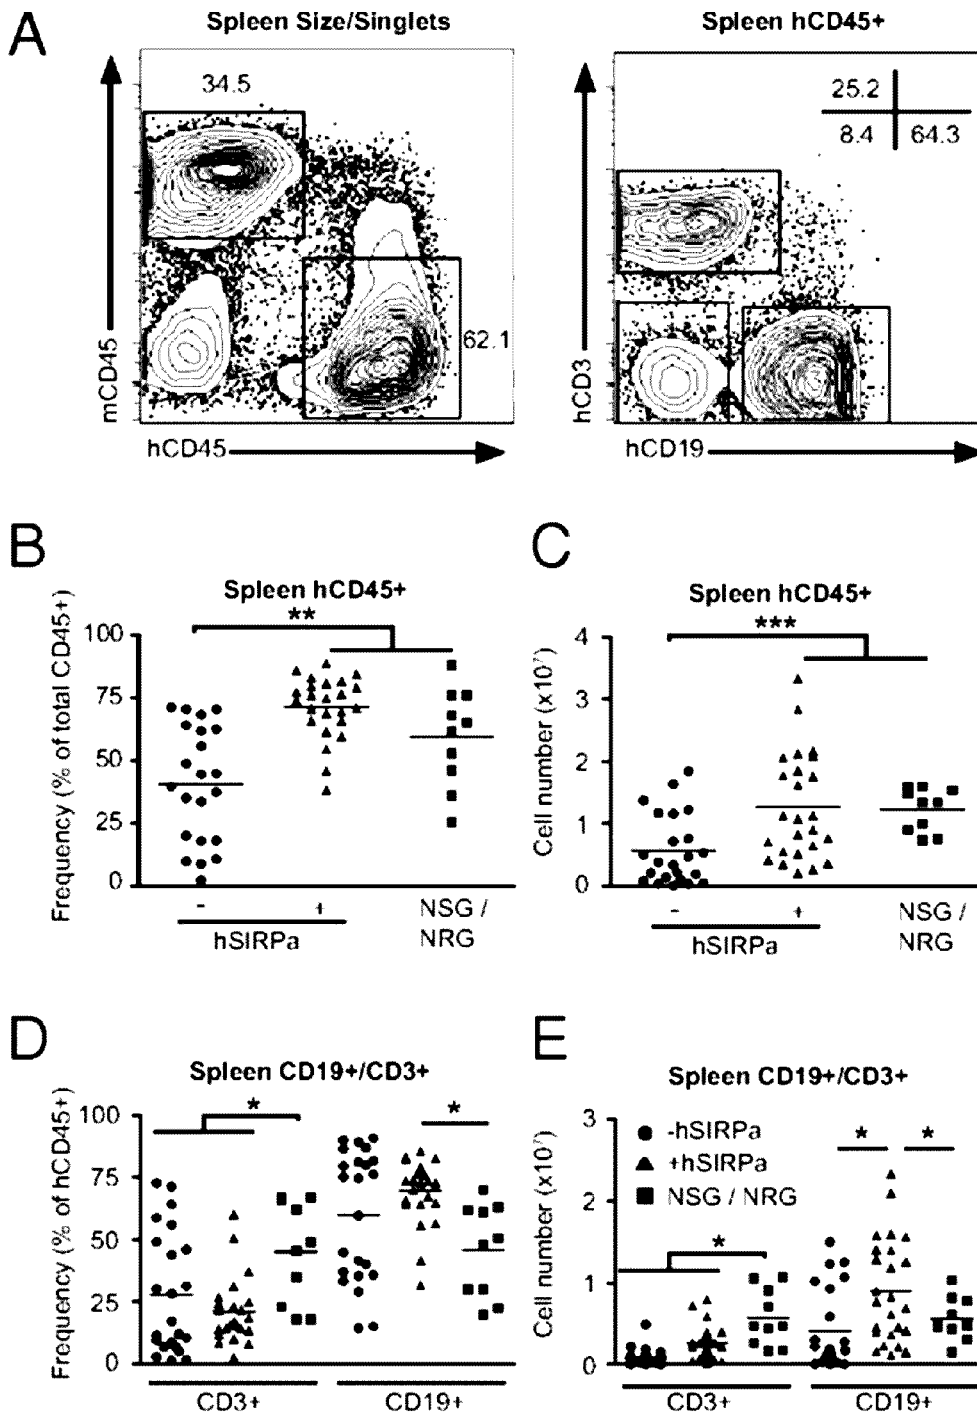 A
Spleen Size/Singlets
Spleen hCD45+
34.5
62.1
mCD45
hCD45
25.2
8.4 64.3
hCD3
hCD19
B
Spleen hCD45+
**
Frequency (% of total CD45+)
100
75
50
25
0
- + NSG /
NRG
hSIRPa
C
Spleen hCD45+
***
Cell number (x10⁷)
4
3
2
1
0
- + NSG /
NRG
hSIRPa
D
Spleen CD19+/CD3+
* *
Frequency (% of hCD45+)
100
75
50
25
0
CD3+ CD19+
E
Spleen CD19+/CD3+
-hSIRPa
+hSIRPa
NSG / NRG
* * *
Cell number (x10⁷)
3
2
1
0
CD3+ CD19+